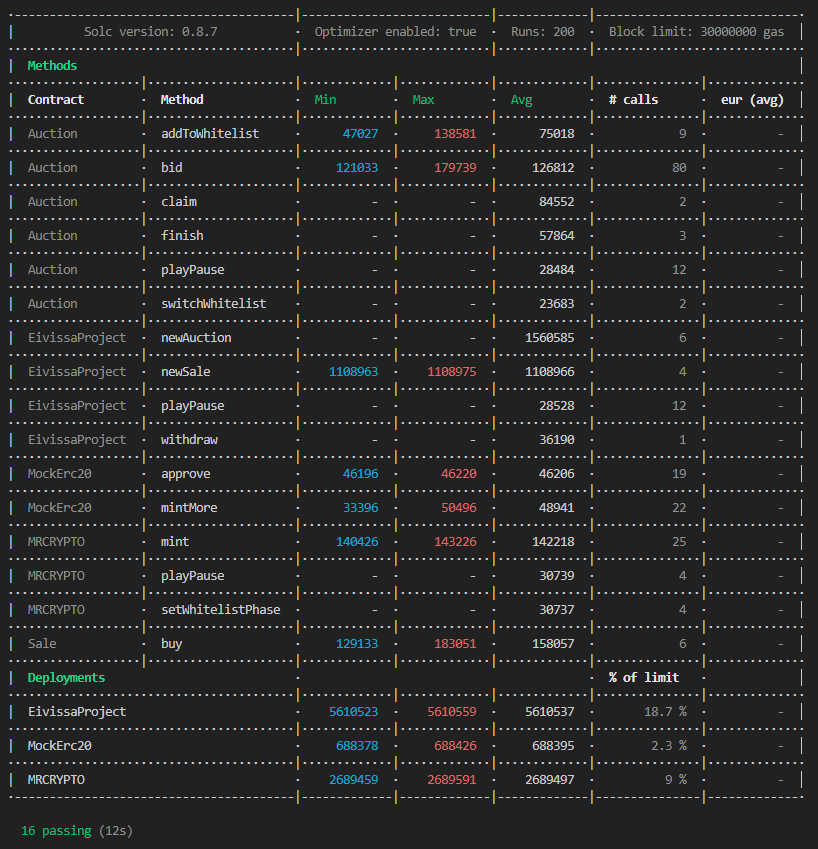 Solc version: 0.8.7 · Optimizer enabled: true · Runs: 200 · Block limit: 30000000 gas
Methods
Contract · Method · Min · Max · Avg · # calls · eur (avg)
Auction · addToWhitelist · 47027 · 138581 · 75018 · 9 · -
Auction · bid · 121033 · 179739 · 126812 · 80 · -
Auction · claim · - · - · 84552 · 2 · -
Auction · finish · - · - · 57864 · 3 · -
Auction · playPause · - · - · 28484 · 12 · -
Auction · switchWhitelist · - · - · 23683 · 2 · -
EivissaProject · newAuction · - · - · 1560585 · 6 · -
EivissaProject · newSale · 1108963 · 1108975 · 1108966 · 4 · -
EivissaProject · playPause · - · - · 28528 · 12 · -
EivissaProject · withdraw · - · - · 36190 · 1 · -
MockErc20 · approve · 46196 · 46220 · 46206 · 19 · -
MockErc20 · mintMore · 33396 · 50496 · 48941 · 22 · -
MRCRYPTO · mint · 140426 · 143226 · 142218 · 25 · -
MRCRYPTO · playPause · - · - · 30739 · 4 · -
MRCRYPTO · setWhitelistPhase · - · - · 30737 · 4 · -
Sale · buy · 129133 · 183051 · 158057 · 6 · -
Deployments · · % of limit ·
EivissaProject · 5610523 · 5610559 · 5610537 · 18.7 % · -
MockErc20 · 688378 · 688426 · 688395 · 2.3 % · -
MRCRYPTO · 2689459 · 2689591 · 2689497 · 9 % · -
16 passing (12s)